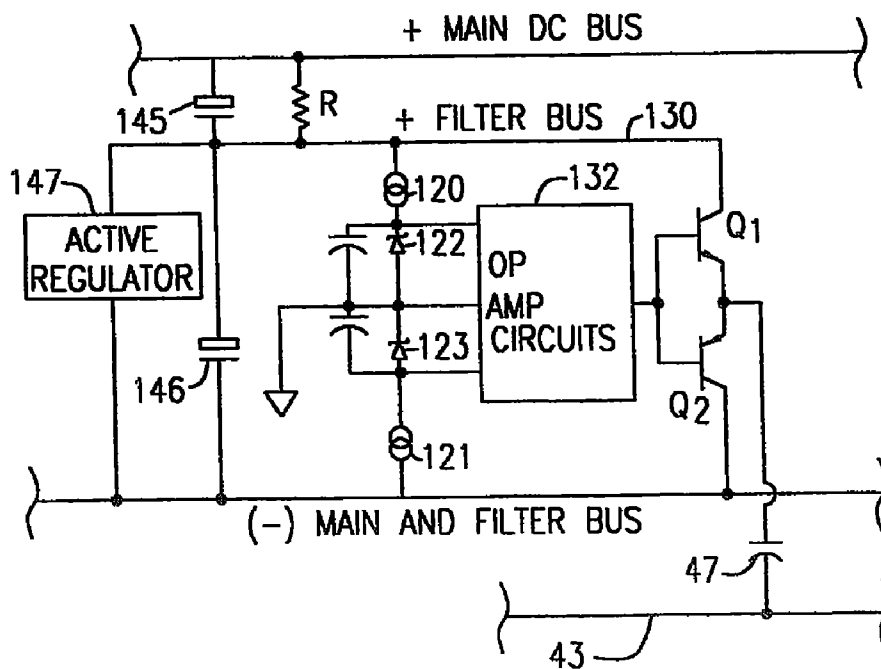 + MAIN DC BUS
145
R
+ FILTER BUS
130
147
ACTIVE
REGULATOR
120
132
122
Q1
OP
AMP
CIRCUITS
123
146
Q2
121
(-) MAIN AND FILTER BUS
47
43